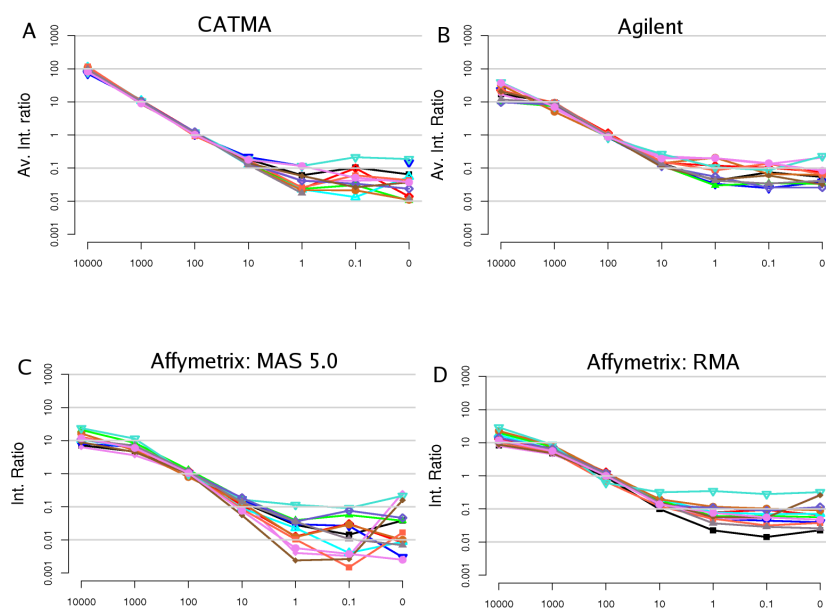 A
CATMA
Av. Int. ratio
1000
100
10
1
0.1
0.01
0.001
10000 1000 100 10 1 0.1 0
B
Agilent
Av. Int. Ratio
1000
100
10
1
0.1
0.01
0.001
10000 1000 100 10 1 0.1 0
C
Affymetrix: MAS 5.0
Int. Ratio
1000
100
10
1
0.1
0.01
0.001
10000 1000 100 10 1 0.1 0
D
Affymetrix: RMA
Int. Ratio
1000
100
10
1
0.1
0.01
0.001
10000 1000 100 10 1 0.1 0